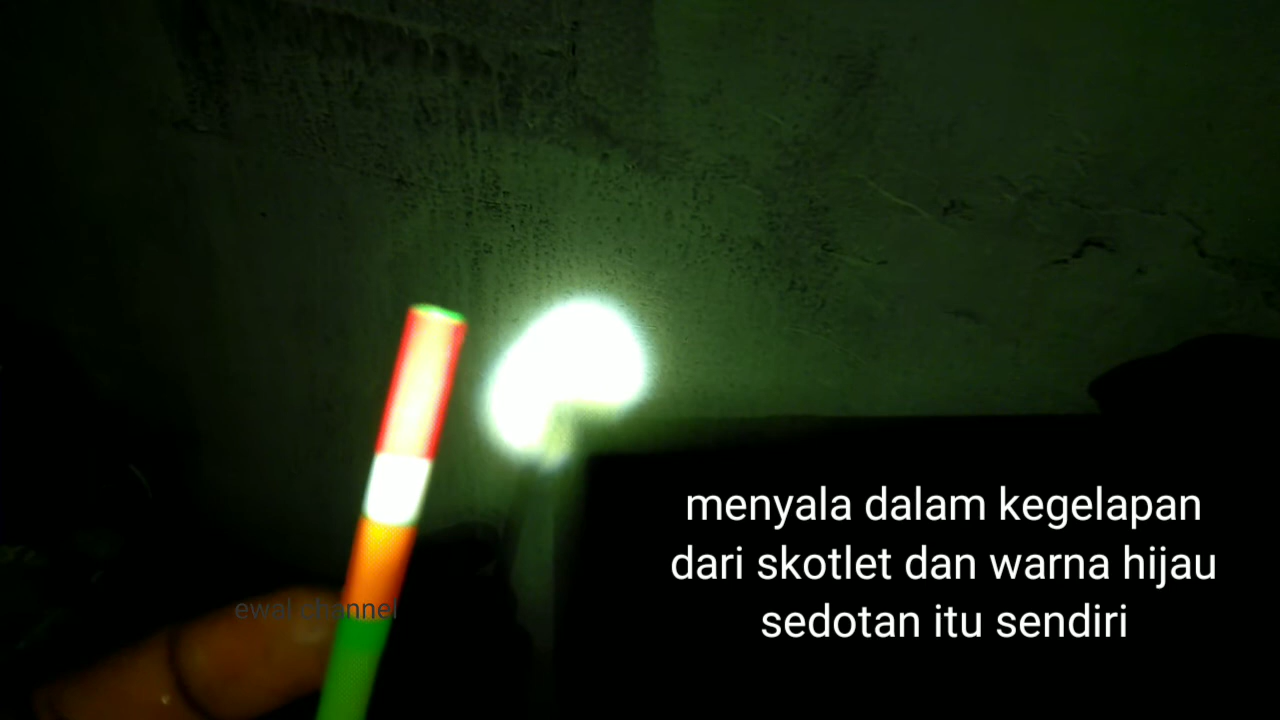 menyala dalam kegelapan
dari skotlet dan warna hijau
sedotan itu sendiri
ewal channel